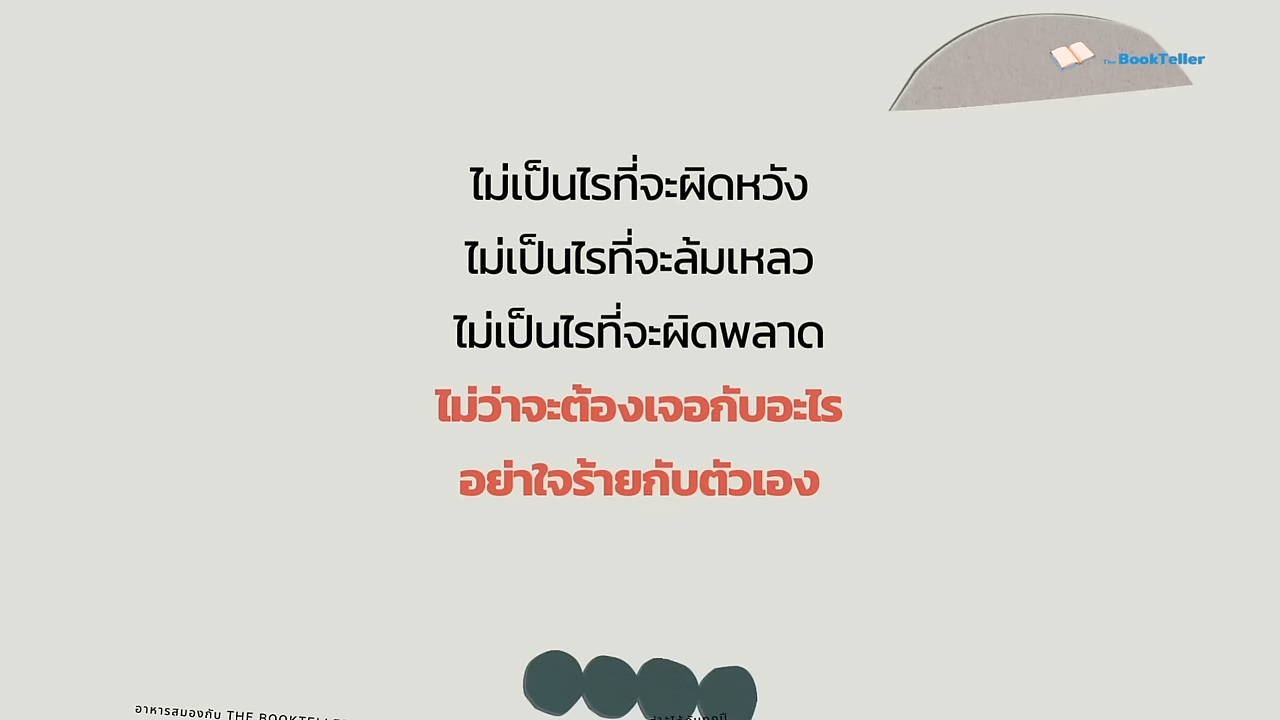 The BookTeller
ไม่เป็นไรที่จะผิดหวัง
ไม่เป็นไรที่จะล้มเหลว
ไม่เป็นไรที่จะผิดพลาด
ไม่ว่าจะต้องเจอกับอะไร
อย่าใจร้ายกับตัวเอง
อาหารสมองกับ THE BOOKTELLER